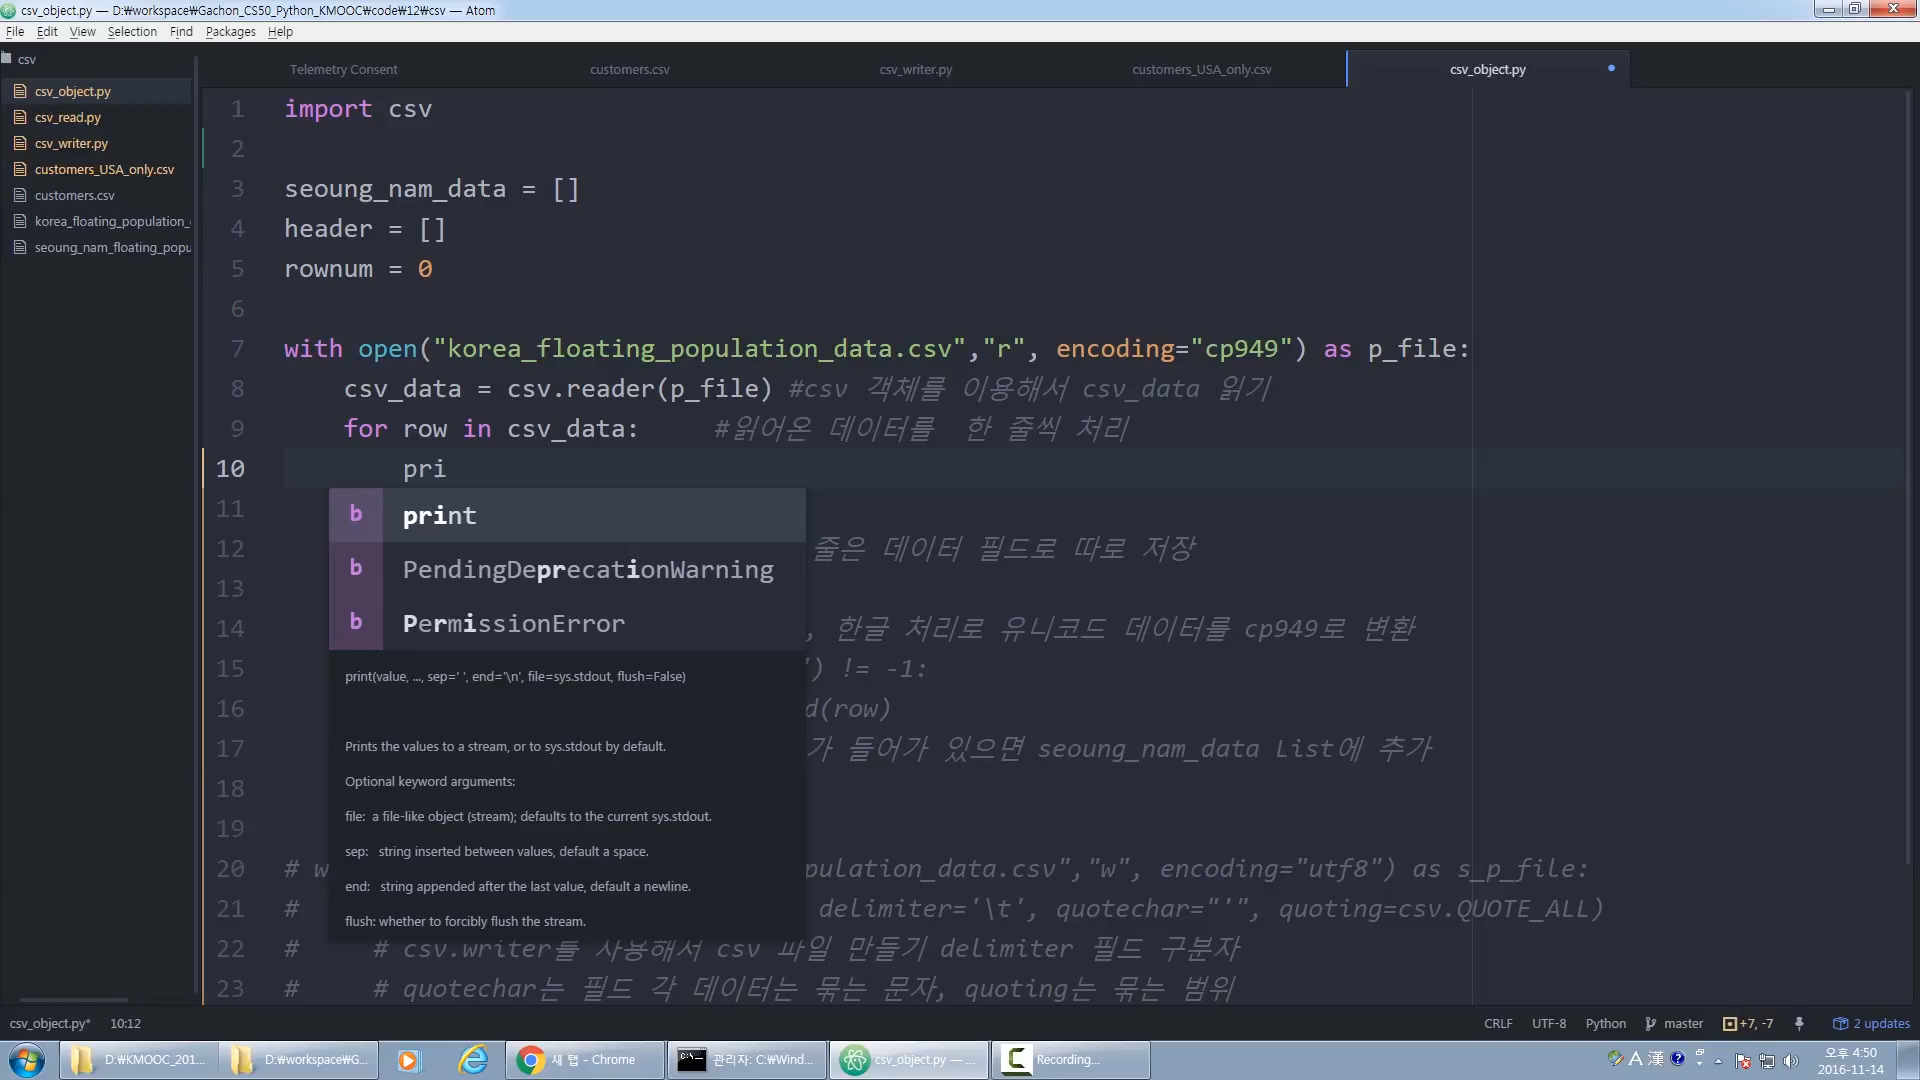 csv_object.py — D:₩workspace₩Gachon_CS50_Python_KMOOC₩code₩12₩csv — Atom
File Edit View Selection Find Packages Help
csv
csv_object.py
csv_read.py
csv_writer.py
customers_USA_only.csv
customers.csv
korea_floating_population_
seoung_nam_floating_popu
Telemetry Consent customers.csv csv_writer.py customers_USA_only.csv csv_object.py
1 import csv
2
3 seoung_nam_data = []
4 header = []
5 rownum = 0
6
7 with open("korea_floating_population_data.csv","r", encoding="cp949") as p_file:
8 csv_data = csv.reader(p_file) #csv 객체를 이용해서 csv_data 읽기
9 for row in csv_data: #읽어온 데이터를 한 줄씩 처리
10 pri
print
PendingDeprecationWarning
PermissionError
print(value, ..., sep=' ', end='\n', file=sys.stdout, flush=False)
Prints the values to a stream, or to sys.stdout by default.
Optional keyword arguments:
file: a file-like object (stream); defaults to the current sys.stdout.
sep: string inserted between values, default a space.
end: string appended after the last value, default a newline.
flush: whether to forcibly flush the stream.
11
12 줄은 데이터 필드로 따로 저장
13
14 , 한글 처리로 유니코드 데이터를 cp949로 변환
15 ') != -1:
16 d(row)
17 가 들어가 있으면 seoung_nam_data List에 추가
18
19
20 # w pulation_data.csv","w", encoding="utf8") as s_p_file:
21 # delimiter='\t', quotechar="'", quoting=csv.QUOTE_ALL)
22 # # csv.writer를 사용해서 csv 파일 만들기 delimiter 필드 구분자
23 # # quotechar는 필드 각 데이터는 묶는 문자, quoting는 묶는 범위
csv_object.py* 10:12 CRLF UTF-8 Python master +7, -7 2 updates
D:₩KMOOC_201... D:₩workspace₩G... 새 탭 - Chrome 관리자: C:₩Wind... csv_object.py — ... Recording... A 漢 오후 4:50
2016-11-14